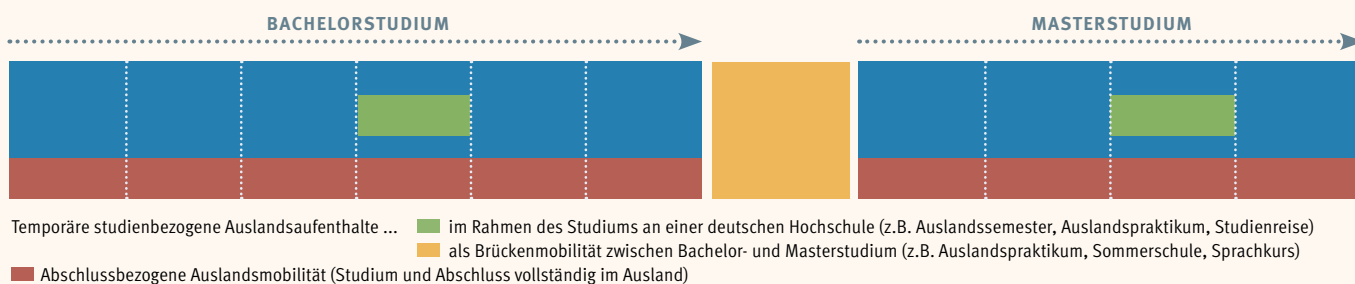 BACHELORSTUDIUM
MASTERSTUDIUM
Temporäre studienbezogene Auslandsaufenthalte ... im Rahmen des Studiums an einer deutschen Hochschule (z.B. Auslandssemester, Auslandspraktikum, Studienreise)
als Brückenmobilität zwischen Bachelor- und Masterstudium (z.B. Auslandspraktikum, Sommerschule, Sprachkurs)
Abschlussbezogene Auslandsmobilität (Studium und Abschluss vollständig im Ausland)